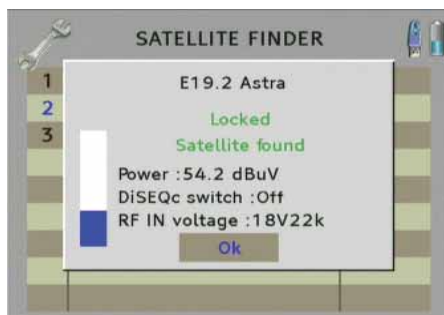 SATELLITE FINDER
1
2
3
E19.2 Astra
Locked
Satellite found
Power :54.2 dBuV
DiSEQc switch :Off
RF IN voltage :18V22k
Ok